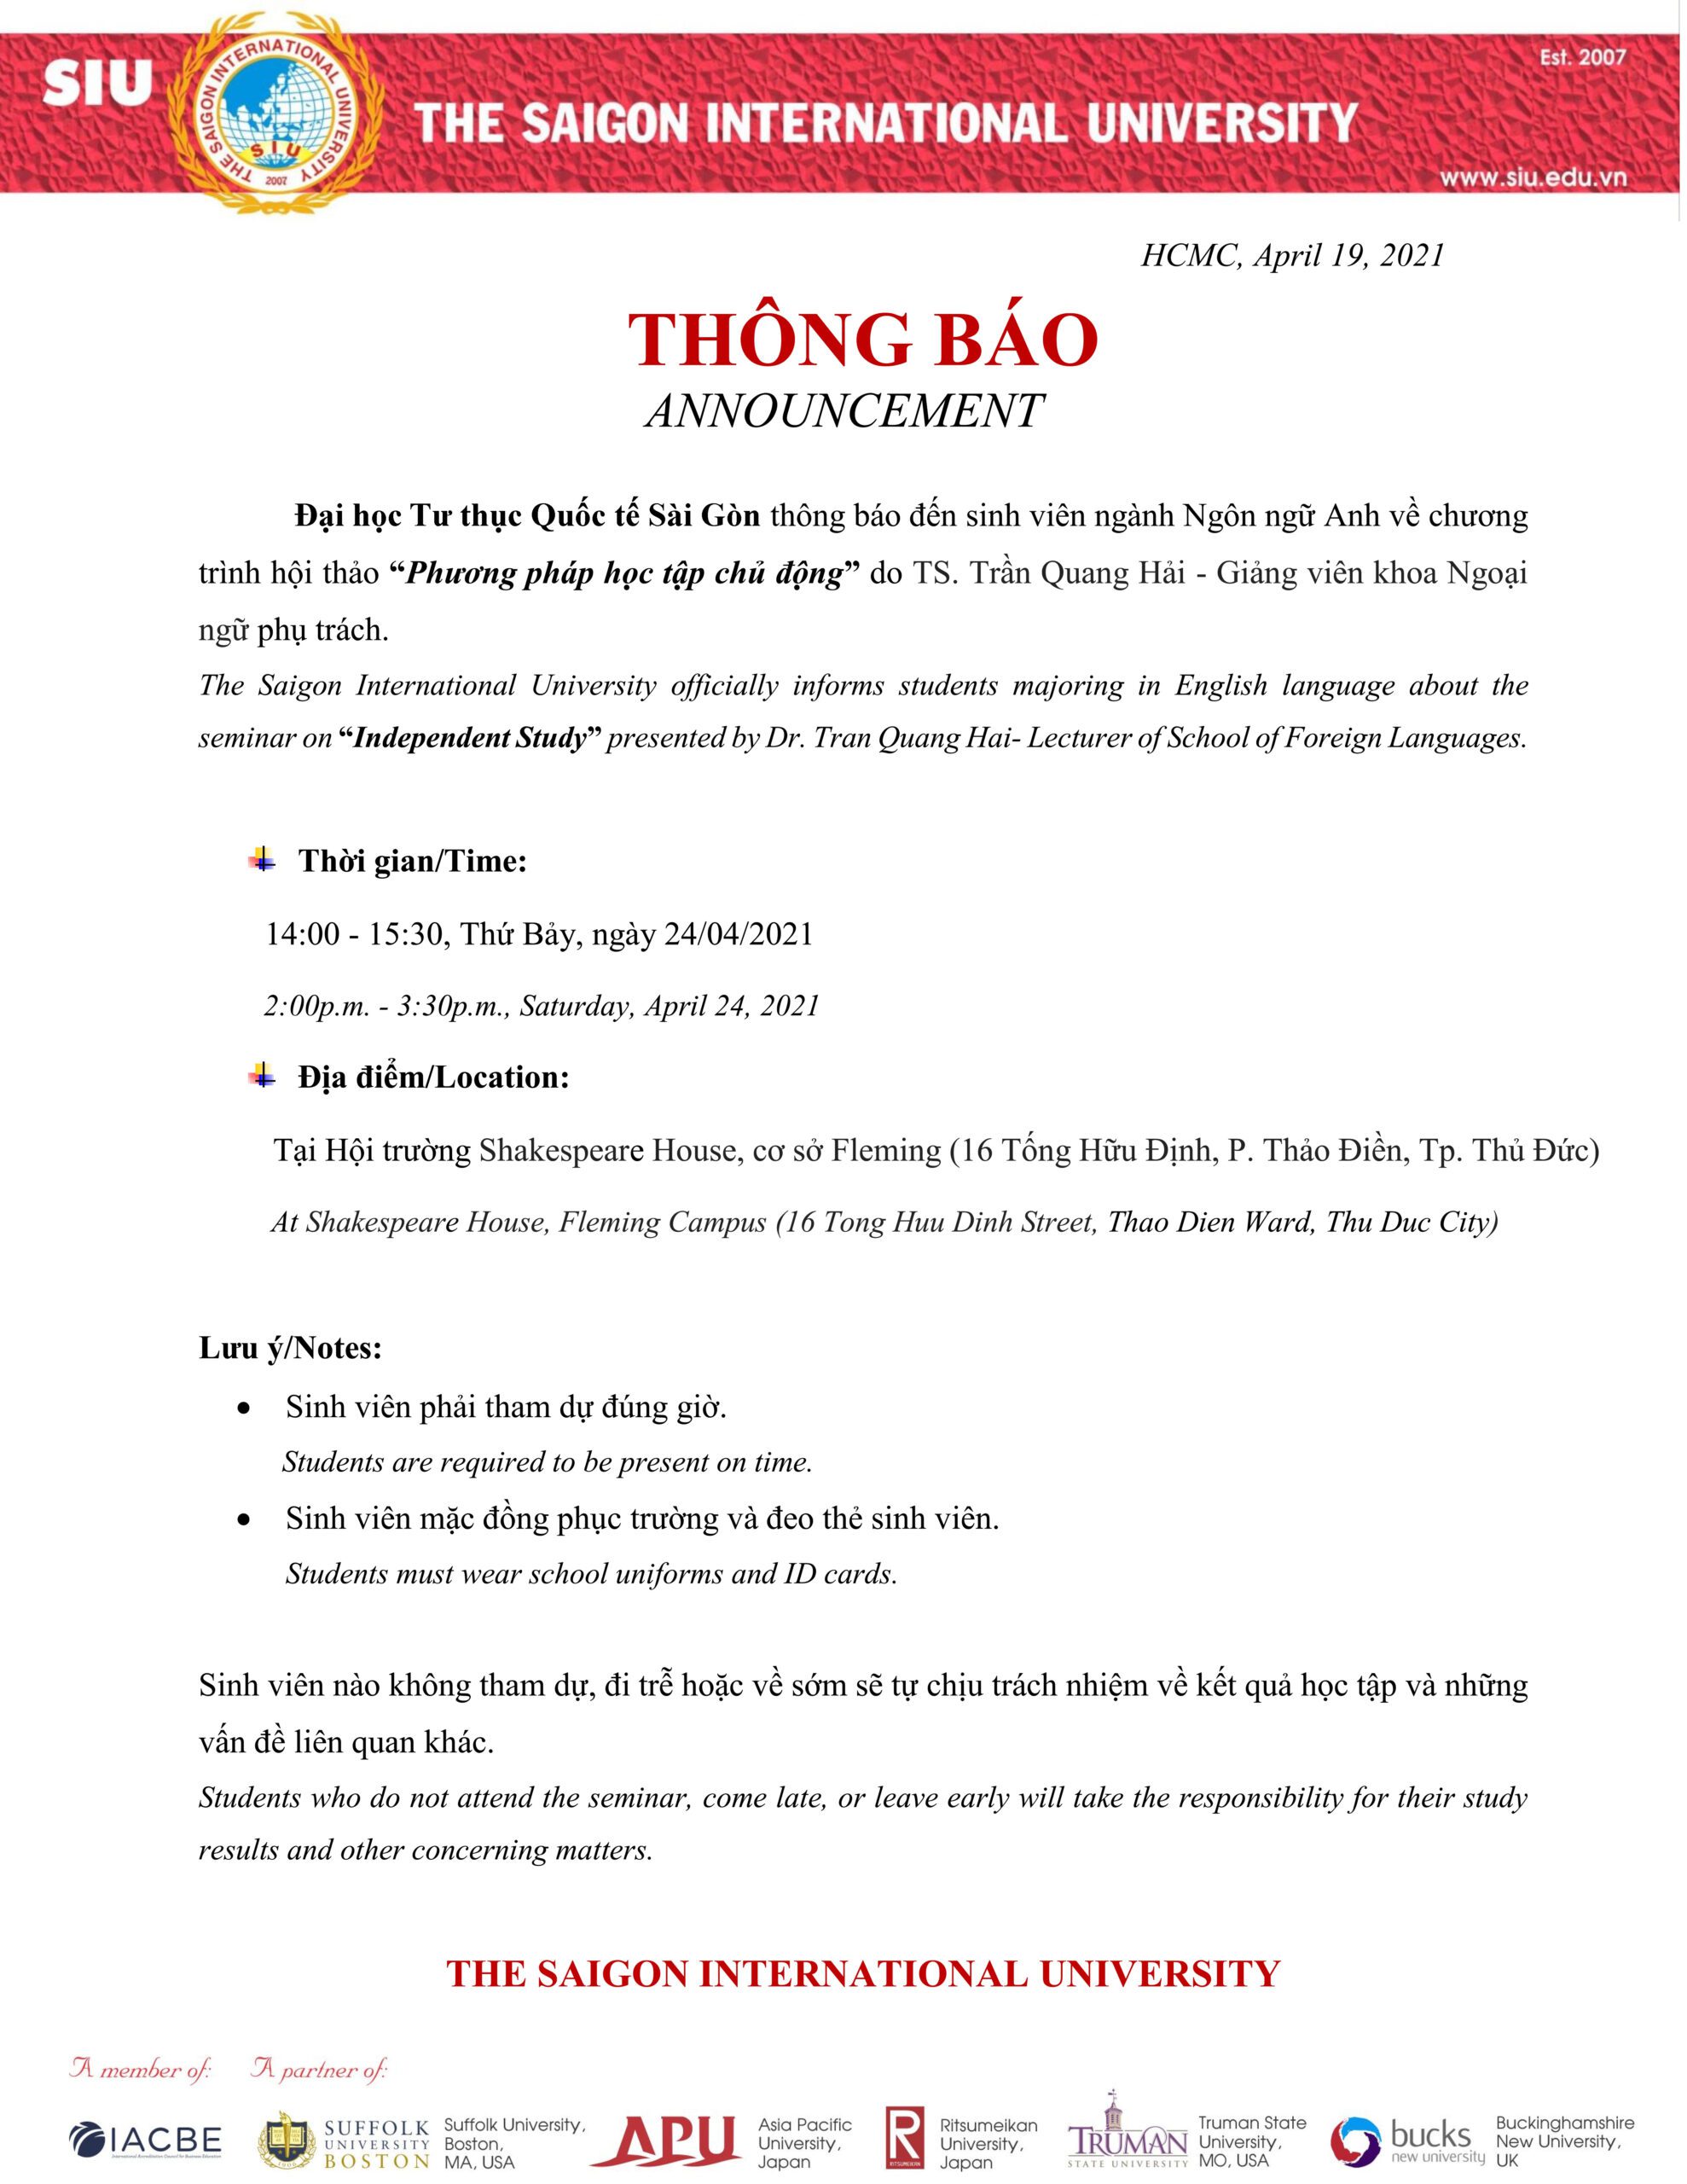 SIU
THE SAIGON INTERNATIONAL UNIVERSITY
SIU
2007
THE SAIGON INTERNATIONAL UNIVERSITY
Est. 2007
www.siu.edu.vn
HCMC, April 19, 2021
THÔNG BÁO
ANNOUNCEMENT
Đại học Tư thục Quốc tế Sài Gòn thông báo đến sinh viên ngành Ngôn ngữ Anh về chương
trình hội thảo “Phương pháp học tập chủ động” do TS. Trần Quang Hải - Giảng viên khoa Ngoại
ngữ phụ trách.
The Saigon International University officially informs students majoring in English language about the
seminar on “Independent Study” presented by Dr. Tran Quang Hai- Lecturer of School of Foreign Languages.
Thời gian/Time:
14:00 - 15:30, Thứ Bảy, ngày 24/04/2021
2:00p.m. - 3:30p.m., Saturday, April 24, 2021
Địa điểm/Location:
Tại Hội trường Shakespeare House, cơ sở Fleming (16 Tống Hữu Định, P. Thảo Điền, Tp. Thủ Đức)
At Shakespeare House, Fleming Campus (16 Tong Huu Dinh Street, Thao Dien Ward, Thu Duc City)
Lưu ý/Notes:
• Sinh viên phải tham dự đúng giờ.
Students are required to be present on time.
• Sinh viên mặc đồng phục trường và đeo thẻ sinh viên.
Students must wear school uniforms and ID cards.
Sinh viên nào không tham dự, đi trễ hoặc về sớm sẽ tự chịu trách nhiệm về kết quả học tập và những
vấn đề liên quan khác.
Students who do not attend the seminar, come late, or leave early will take the responsibility for their study
results and other concerning matters.
THE SAIGON INTERNATIONAL UNIVERSITY
A member of: A partner of:
IACBE
SUFFOLK
UNIVERSITY
BOSTON
Suffolk University,
Boston,
MA, USA
APU
Asia Pacific
University,
Japan
R
RITSUMEIKAN
Ritsumeikan
University,
Japan
TRUMAN
STATE UNIVERSITY
Truman State
University,
MO, USA
bucks
new university
Buckinghamshire
New University,
UK